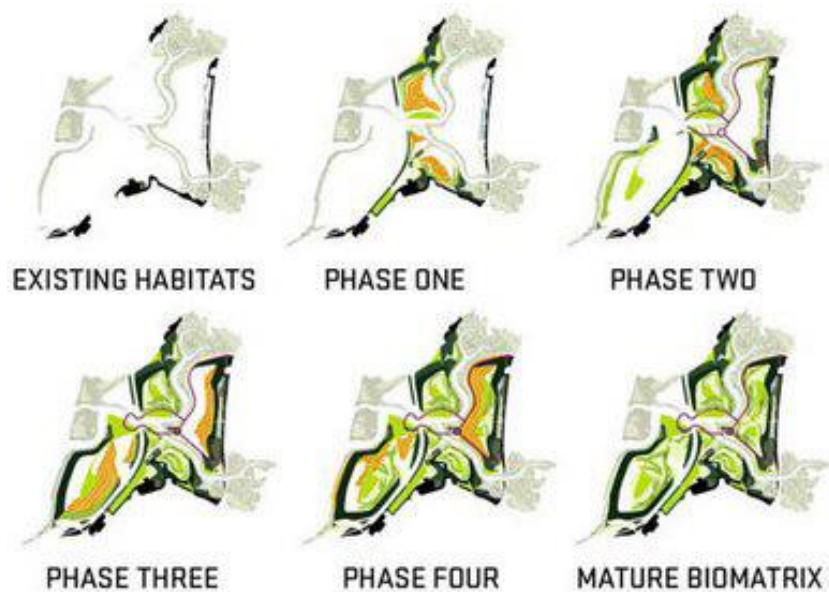 EXISTING HABITATS
PHASE ONE
PHASE TWO
PHASE THREE
PHASE FOUR
MATURE BIOMATRIX